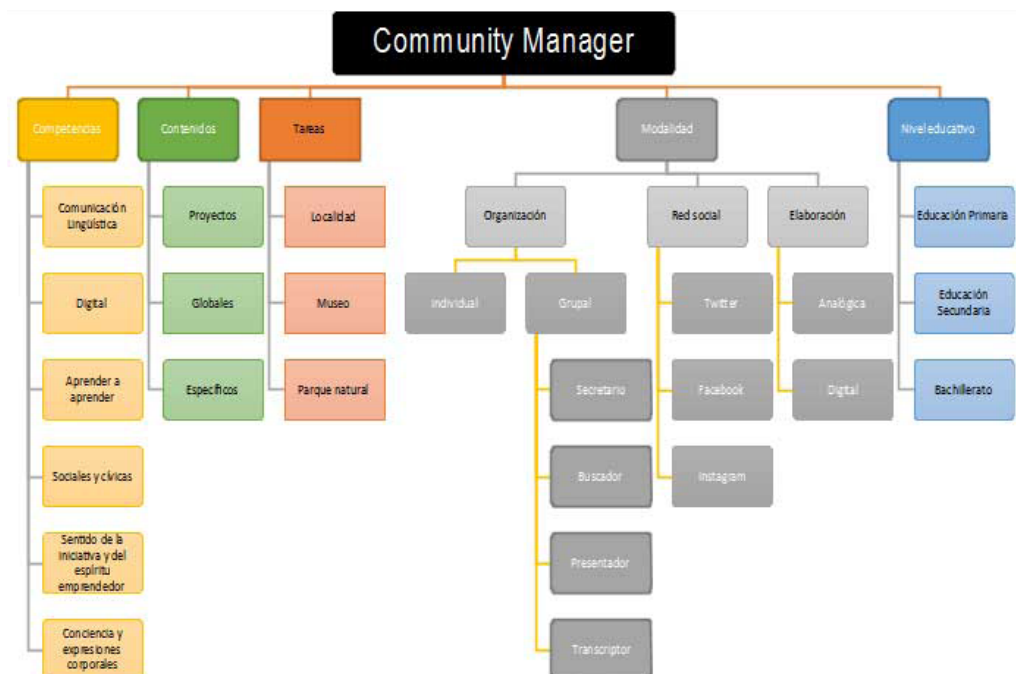 Community Manager
Competencias
Contenidos
Tareas
Modalidad
Nivel educativo
Comunicación
Lingüística
Proyectos
Localidad
Organización
Red social
Elaboración
Educación Primaria
Digital
Globales
Museo
Individual
Grupal
Twitter
Analógica
Educación
Secundaria
Aprender a
aprender
Específicos
Parque natural
Secretario
Facebook
Digital
Bachillerato
Sociales y cívicas
Buscador
Instagram
Sentido de la
iniciativa y del
espíritu
emprendedor
Presentador
Conciencia y
expresiones
corporales
Transcriptor